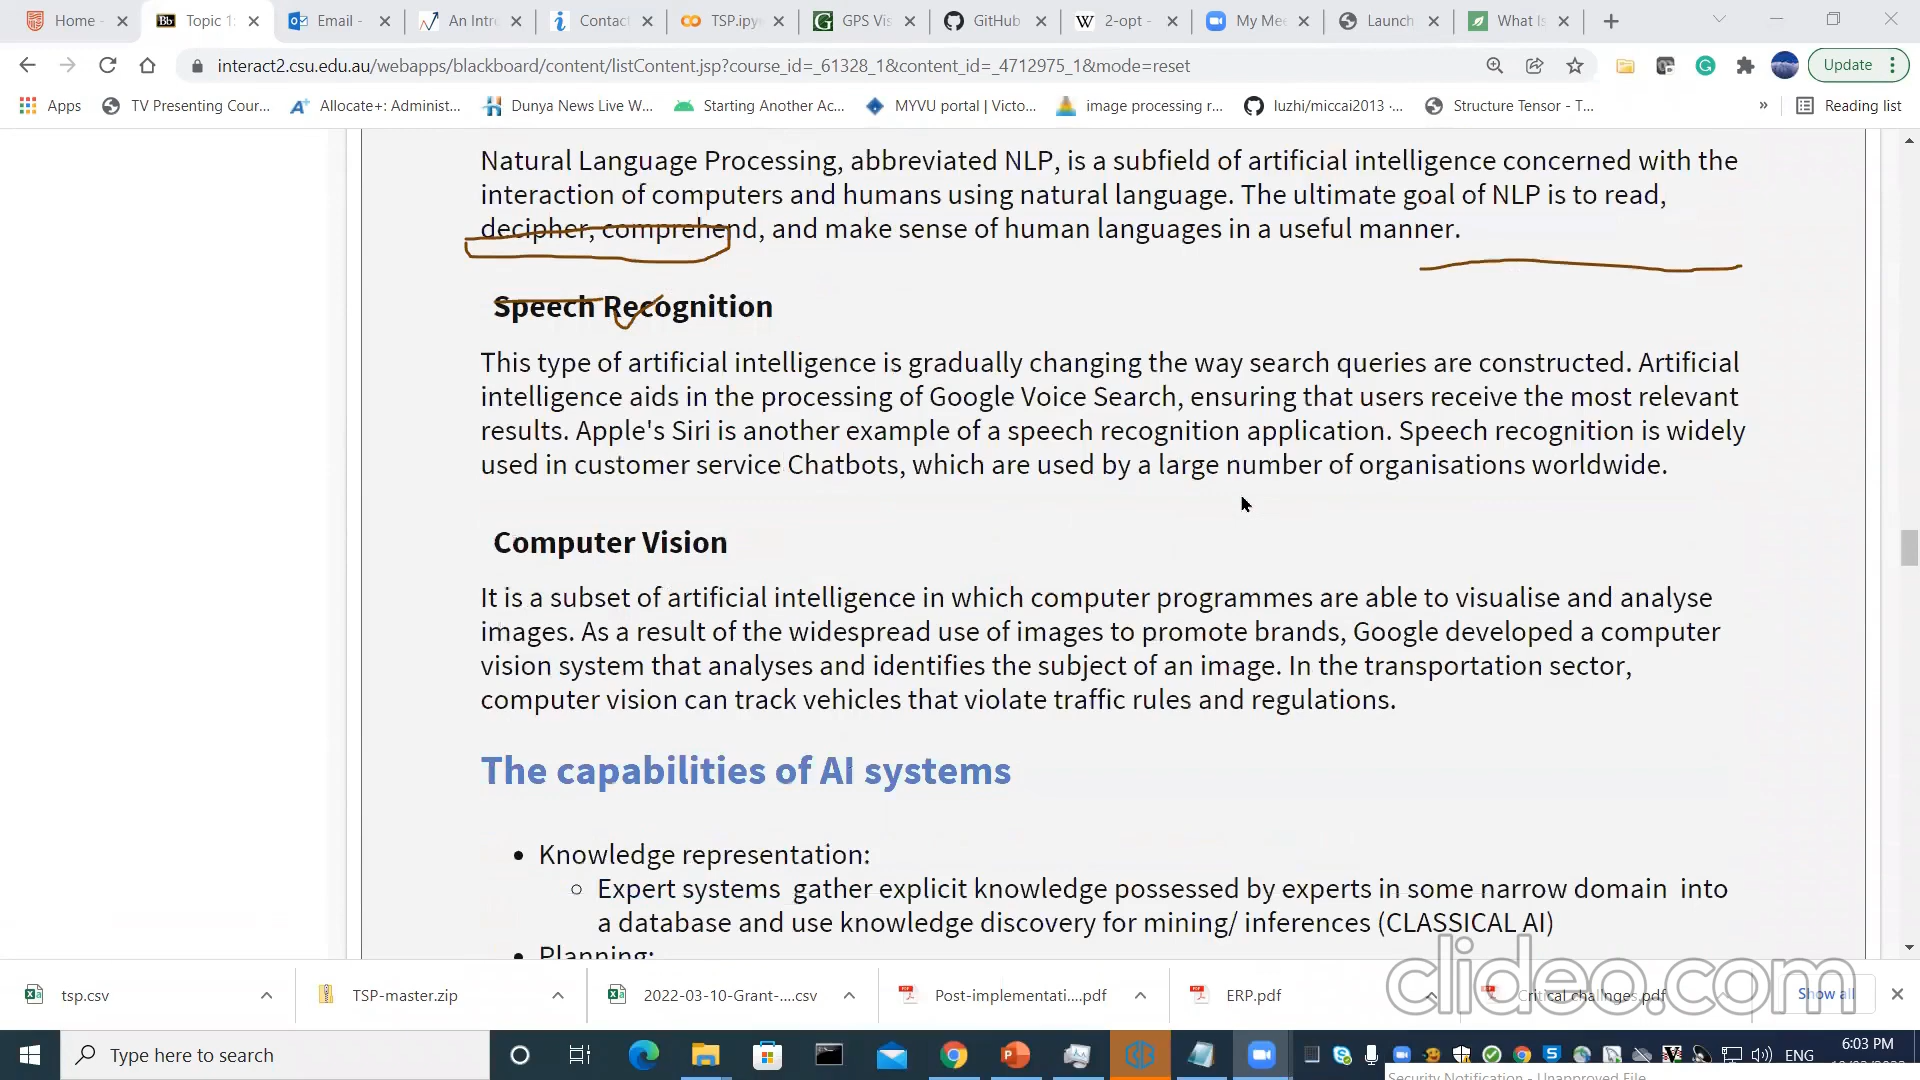 Home -
Topic 1:
Email -
An Intr
Contac
TSP.ipy
GPS Vis
GitHub
2-opt -
My Me
Launch
What Is
interact2.csu.edu.au/webapps/blackboard/content/listContent.jsp?course_id=_61328_1&content_id=_4712975_1&mode=reset
Update
Apps
TV Presenting Cour...
Allocate+: Administ...
Dunya News Live W...
Starting Another Ac...
MYVU portal | Victo...
image processing r...
luzhi/miccai2013 ·...
Structure Tensor - T...
»
Reading list
Natural Language Processing, abbreviated NLP, is a subfield of artificial intelligence concerned with the
interaction of computers and humans using natural language. The ultimate goal of NLP is to read,
decipher, comprehend, and make sense of human languages in a useful manner.
Speech Recognition
This type of artificial intelligence is gradually changing the way search queries are constructed. Artificial
intelligence aids in the processing of Google Voice Search, ensuring that users receive the most relevant
results. Apple's Siri is another example of a speech recognition application. Speech recognition is widely
used in customer service Chatbots, which are used by a large number of organisations worldwide.
Computer Vision
It is a subset of artificial intelligence in which computer programmes are able to visualise and analyse
images. As a result of the widespread use of images to promote brands, Google developed a computer
vision system that analyses and identifies the subject of an image. In the transportation sector,
computer vision can track vehicles that violate traffic rules and regulations.
The capabilities of AI systems
• Knowledge representation:
○ Expert systems gather explicit knowledge possessed by experts in some narrow domain into
a database and use knowledge discovery for mining/ inferences (CLASSICAL AI)
• Planning:
tsp.csv
TSP-master.zip
2022-03-10-Grant-....csv
Post-implementati....pdf
ERP.pdf
Critical challnges.pdf
Show all
clideo.com
Type here to search
ENG
6:03 PM
Security Notification - Unapproved File